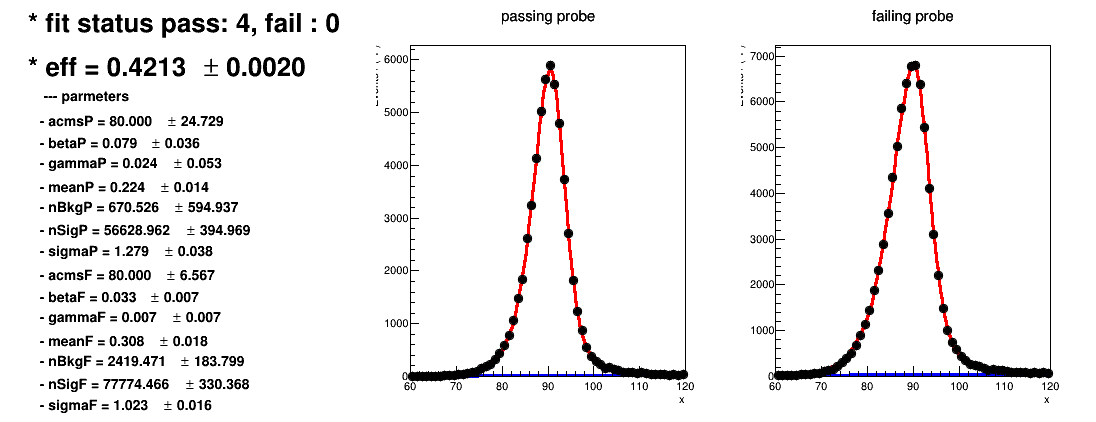 * fit status pass: 4, fail : 0
* eff = 0.4213 ± 0.0020
--- parmeters
- acmsP = 80.000 ± 24.729
- betaP = 0.079 ± 0.036
- gammaP = 0.024 ± 0.053
- meanP = 0.224 ± 0.014
- nBkgP = 670.526 ± 594.937
- nSigP = 56628.962 ± 394.969
- sigmaP = 1.279 ± 0.038
- acmsF = 80.000 ± 6.567
- betaF = 0.033 ± 0.007
- gammaF = 0.007 ± 0.007
- meanF = 0.308 ± 0.018
- nBkgF = 2419.471 ± 183.799
- nSigF = 77774.466 ± 330.368
- sigmaF = 1.023 ± 0.016
passing probe
6000
5000
4000
3000
2000
1000
0
60 70 80 90 100 110 120
x
failing probe
7000
6000
5000
4000
3000
2000
1000
0
60 70 80 90 100 110 120
x